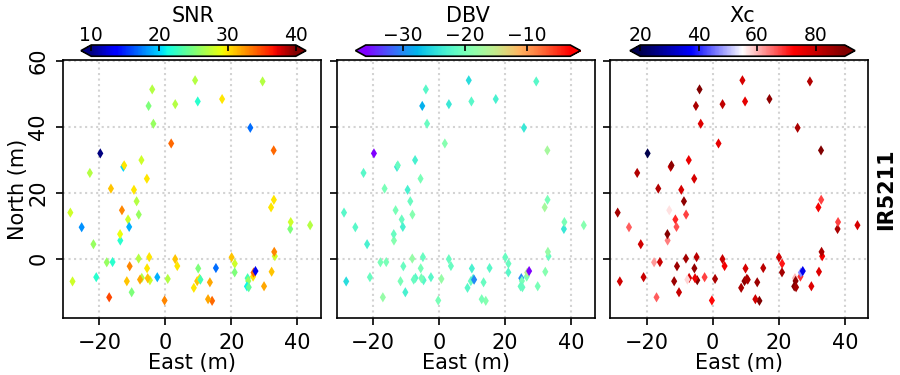 SNR DBV Xc
10 20 30 40 −30 −20 −10 20 40 60 80
60
40
20
0
North (m)
−20 0 20 40 −20 0 20 40 −20 0 20 40
East (m) East (m) East (m)
IR5211